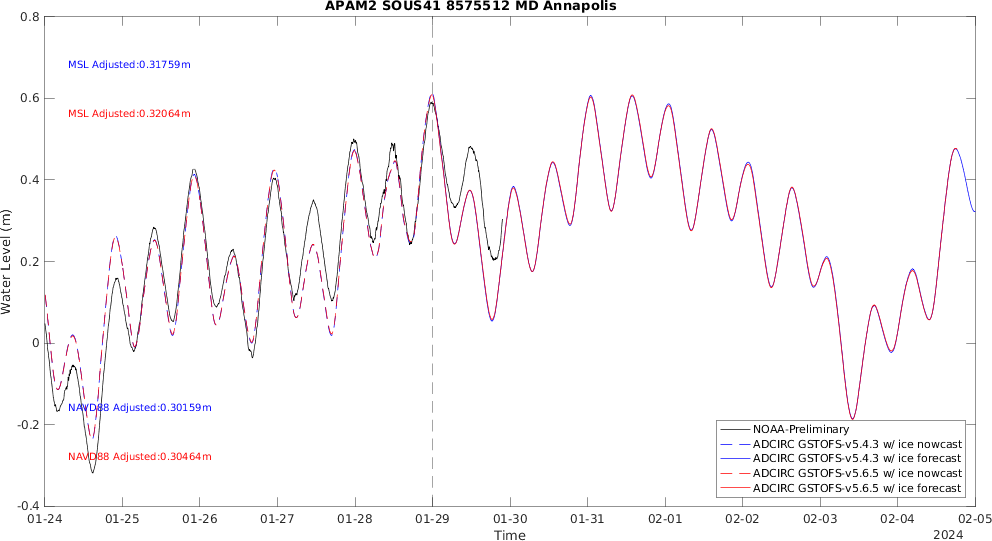 APAM2 SOUS41 8575512 MD Annapolis
0.8
0.6
0.4
0.2
0
-0.2
-0.4
Water Level (m)
MSL Adjusted:0.31759m
MSL Adjusted:0.32064m
NAVD88 Adjusted:0.30159m
NAVD88 Adjusted:0.30464m
NOAA-Preliminary
ADCIRC GSTOFS-v5.4.3 w/ ice nowcast
ADCIRC GSTOFS-v5.4.3 w/ ice forecast
ADCIRC GSTOFS-v5.6.5 w/ ice nowcast
ADCIRC GSTOFS-v5.6.5 w/ ice forecast
01-24 01-25 01-26 01-27 01-28 01-29 01-30 01-31 02-01 02-02 02-03 02-04 02-05
Time
2024